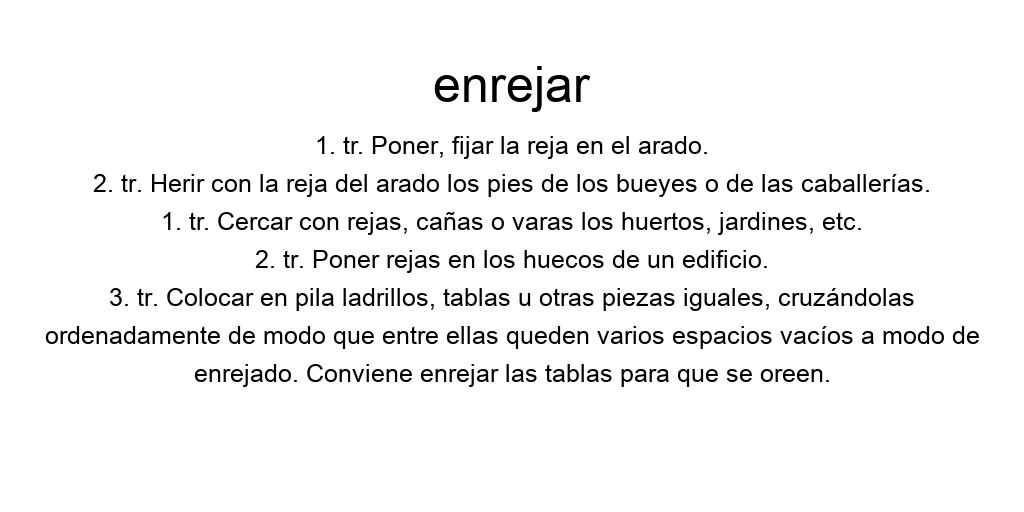 enrejar
1. tr. Poner, fijar la reja en el arado.
2. tr. Herir con la reja del arado los pies de los bueyes o de las caballerías.
1. tr. Cercar con rejas, cañas o varas los huertos, jardines, etc.
2. tr. Poner rejas en los huecos de un edificio.
3. tr. Colocar en pila ladrillos, tablas u otras piezas iguales, cruzándolas
ordenadamente de modo que entre ellas queden varios espacios vacíos a modo de
enrejado. Conviene enrejar las tablas para que se oreen.